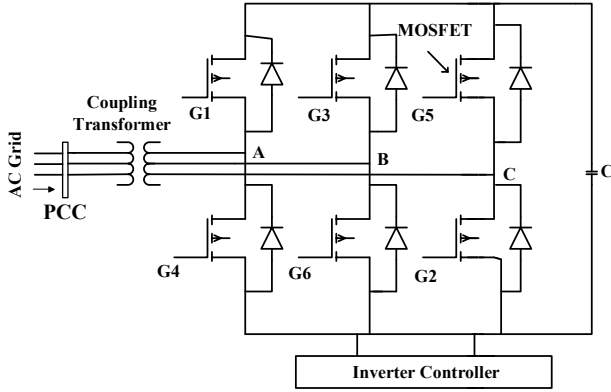 MOSFET
G1
G3
G5
Coupling
Transformer
AC Grid
PCC
A
B
C
C
G4
G6
G2
Inverter Controller